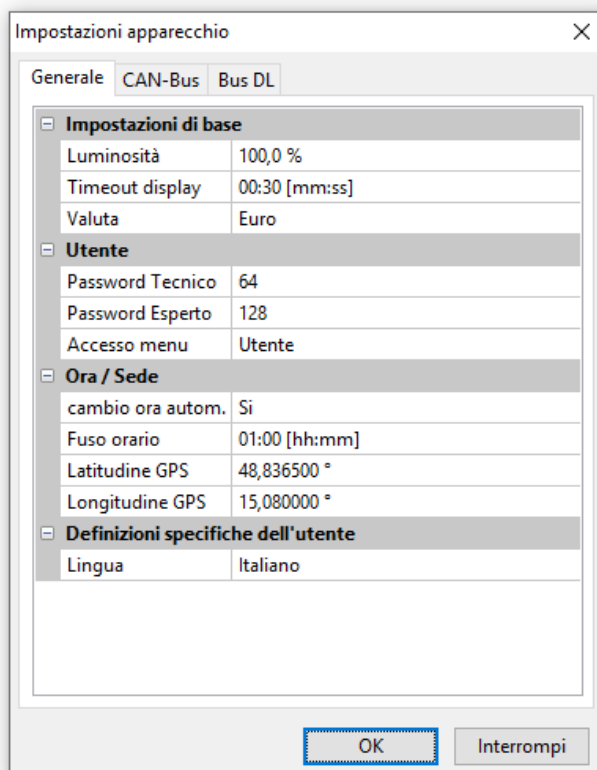 Impostazioni apparecchio
Generale CAN-Bus Bus DL
Impostazioni di base
Luminosità 100,0 %
Timeout display 00:30 [mm:ss]
Valuta Euro
Utente
Password Tecnico 64
Password Esperto 128
Accesso menu Utente
Ora / Sede
cambio ora autom. Si
Fuso orario 01:00 [hh:mm]
Latitudine GPS 48,836500 °
Longitudine GPS 15,080000 °
Definizioni specifiche dell'utente
Lingua Italiano
OK Interrompi